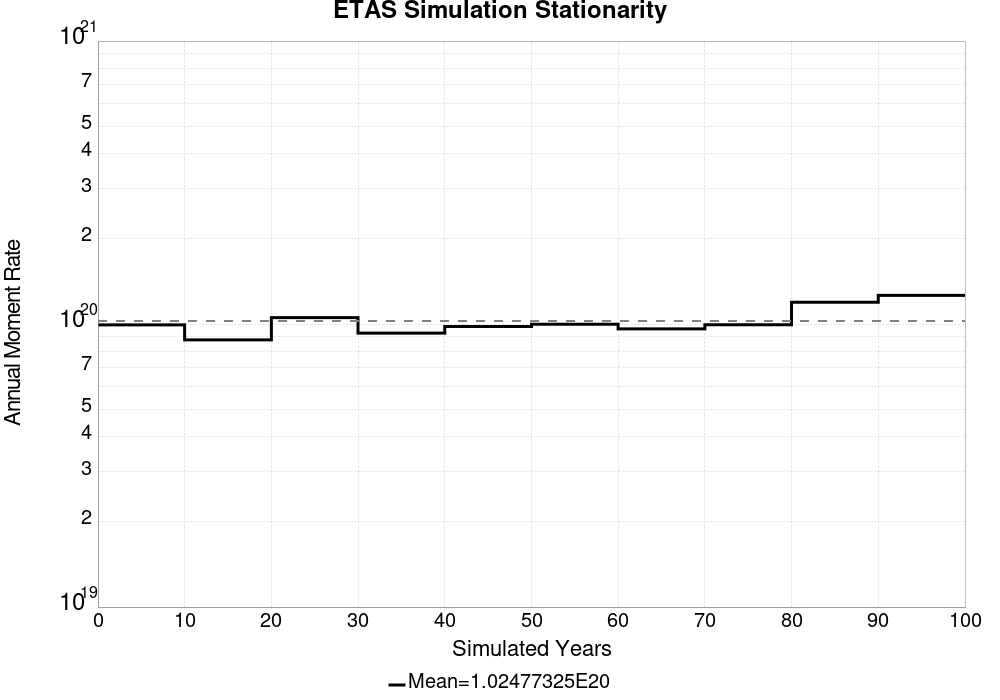 ETAS Simulation Stationarity
Annual Moment Rate
10^21
7
5
4
3
2
10^20
7
5
4
3
2
10^19
0 10 20 30 40 50 60 70 80 90 100
Simulated Years
Mean=1.02477325E20